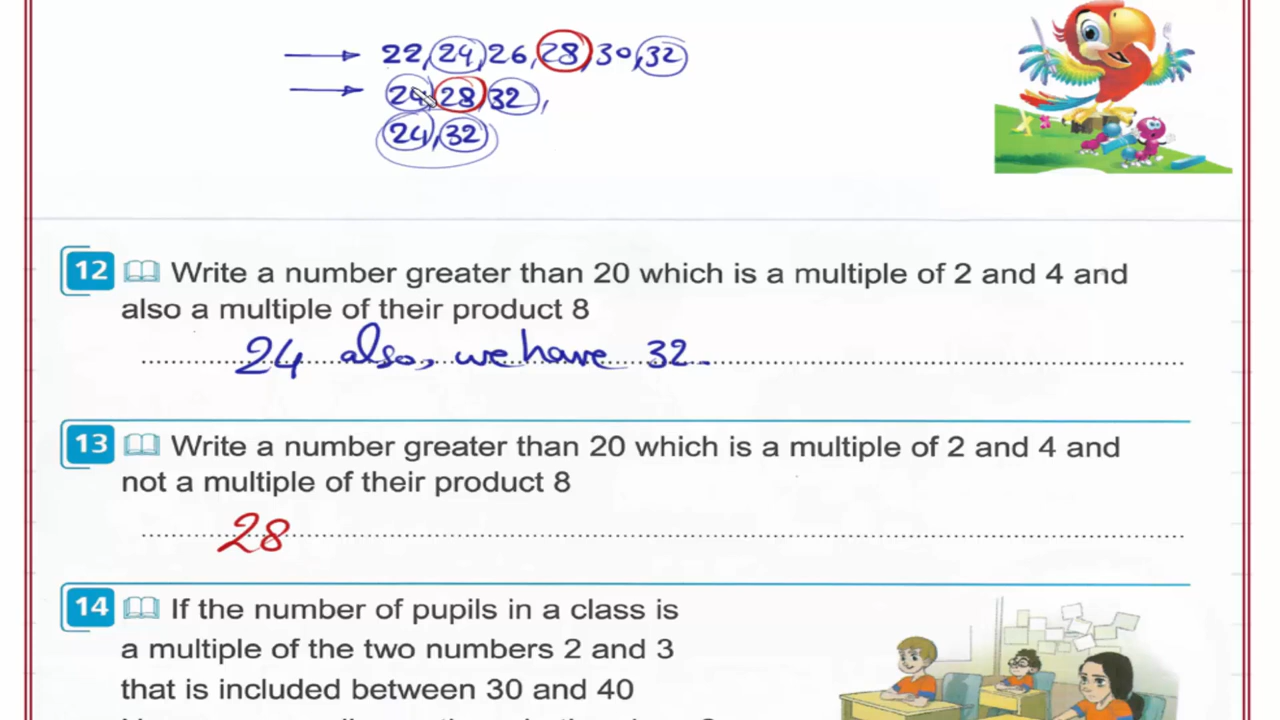 22, 24, 26, 28, 30, 32
24, 28, 32,
24, 32
12 Write a number greater than 20 which is a multiple of 2 and 4 and
also a multiple of their product 8
24 also, we have 32.
13 Write a number greater than 20 which is a multiple of 2 and 4 and
not a multiple of their product 8
28
14 If the number of pupils in a class is
a multiple of the two numbers 2 and 3
that is included between 30 and 40